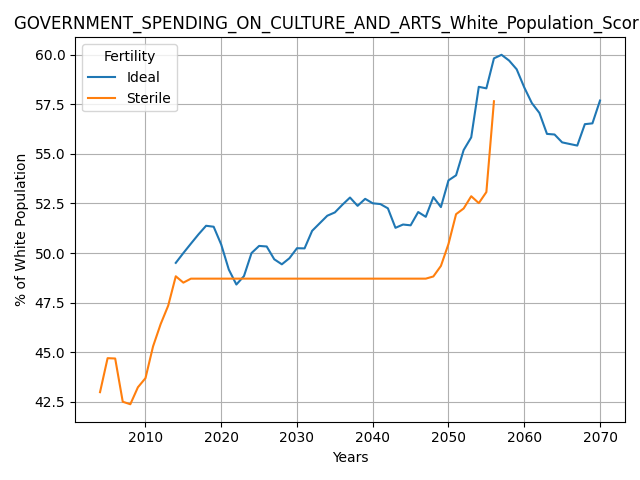 GOVERNMENT_SPENDING_ON_CULTURE_AND_ARTS_White_Population_Scor
Fertility
Ideal
Sterile
% of White Population
60.0
57.5
55.0
52.5
50.0
47.5
45.0
42.5
2010 2020 2030 2040 2050 2060 2070
Years